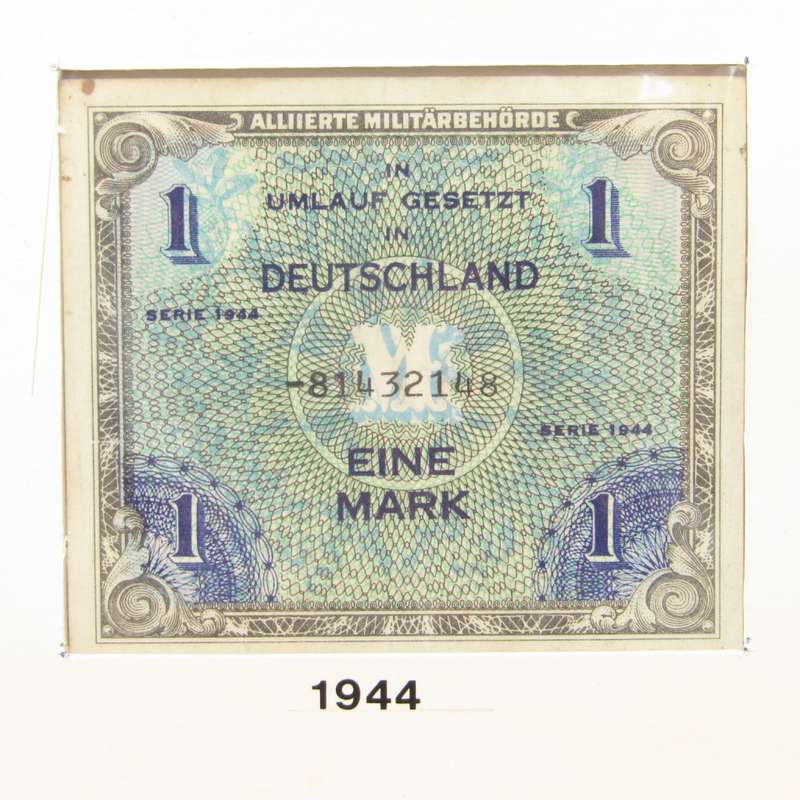 ALLIIERTE MILITÄRBEHÖRDE
1 1
IN
UMLAUF GESETZT
IN
DEUTSCHLAND
SERIE 1944
M
-81432148
SERIE 1944
EINE
MARK
1 1
1944